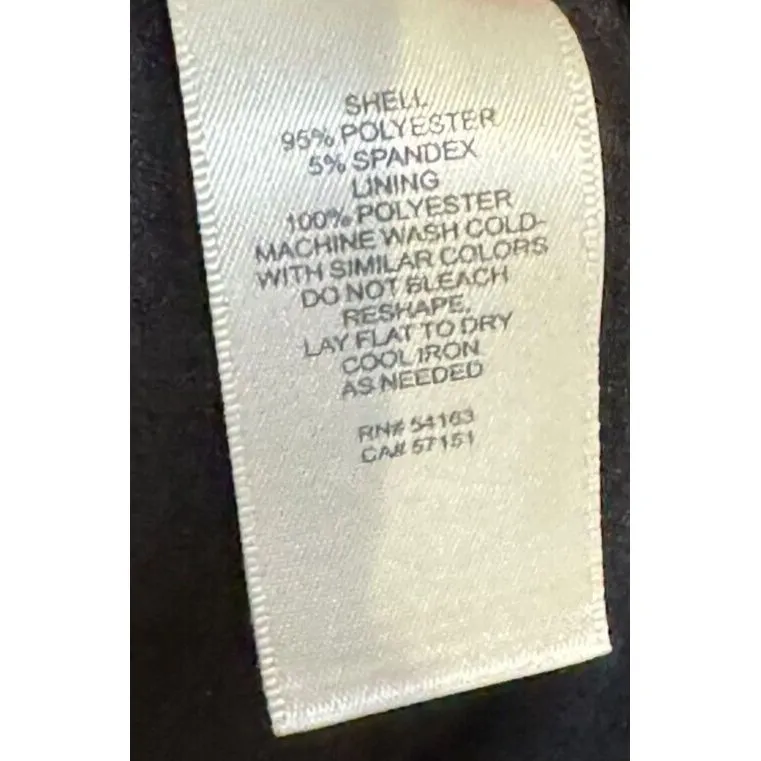 SHELL
95% POLYESTER
5% SPANDEX
LINING
100% POLYESTER
MACHINE WASH COLD-
WITH SIMILAR COLORS
DO NOT BLEACH
RESHAPE,
LAY FLAT TO DRY
COOL IRON
AS NEEDED
RN# 54163
CA# 57151